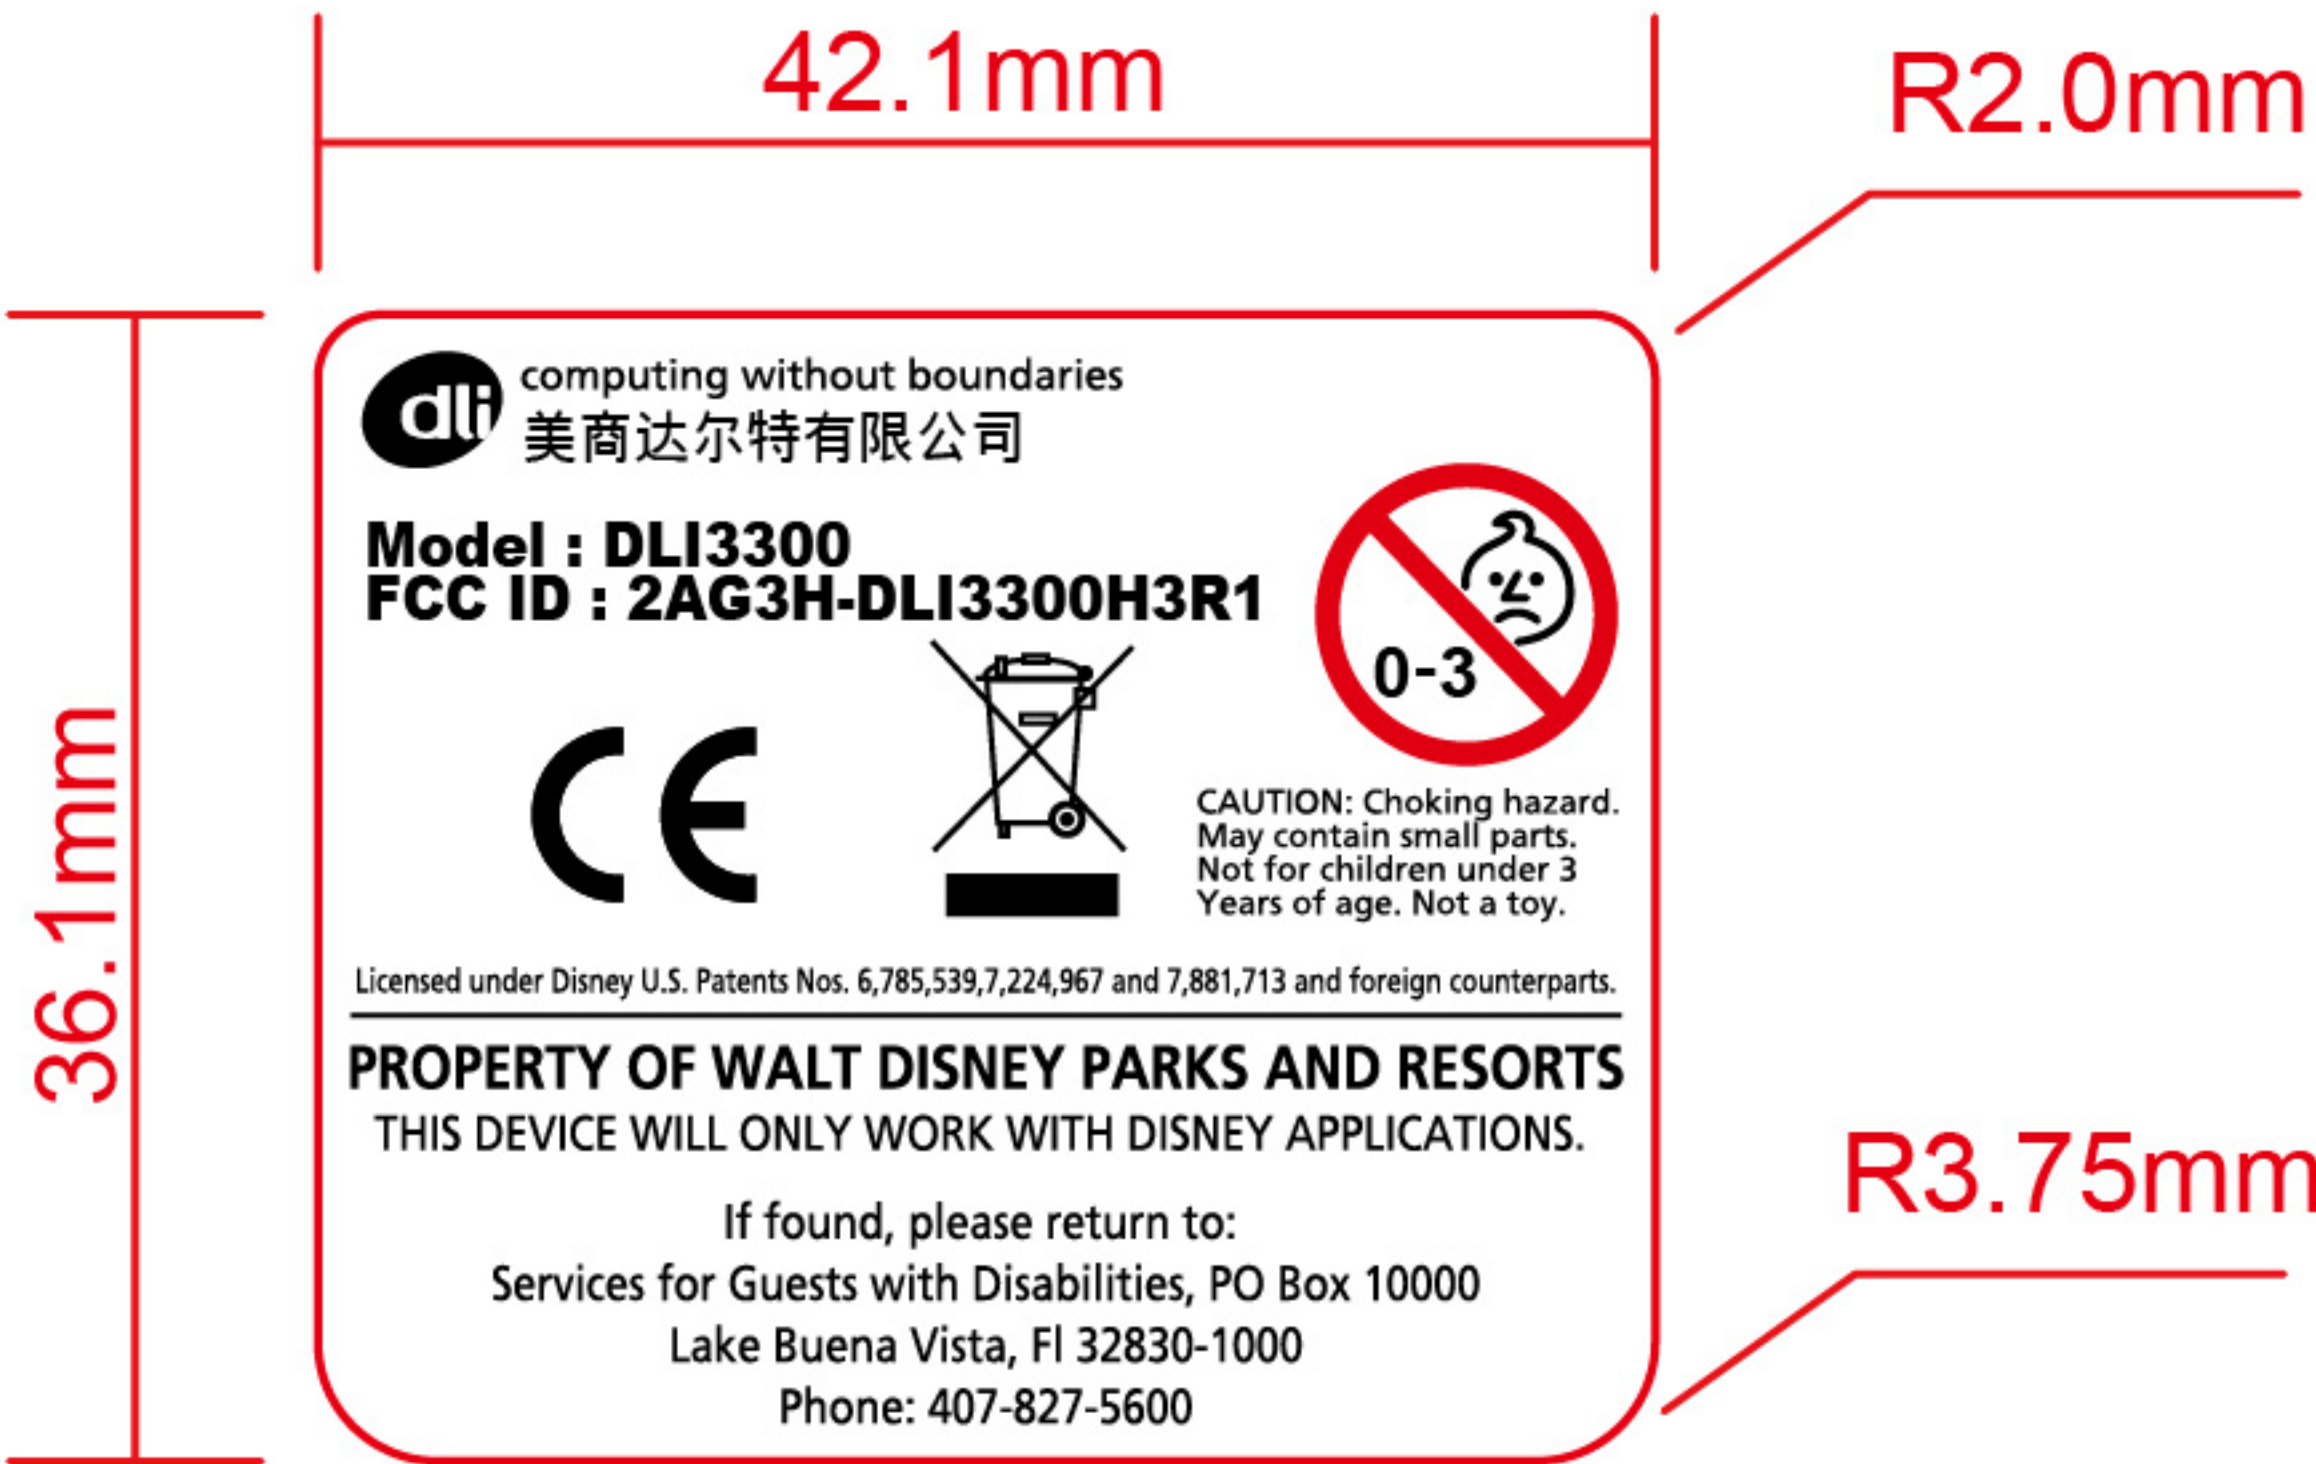 42.1mm
R2.0mm
36.1mm
dli
computing without boundaries
美商达尔特有限公司
Model : DLI3300
FCC ID : 2AG3H-DLI3300H3R1
0-3
CE
CAUTION: Choking hazard.
May contain small parts.
Not for children under 3
Years of age. Not a toy.
Licensed under Disney U.S. Patents Nos. 6,785,539,7,224,967 and 7,881,713 and foreign counterparts.
PROPERTY OF WALT DISNEY PARKS AND RESORTS
THIS DEVICE WILL ONLY WORK WITH DISNEY APPLICATIONS.
If found, please return to:
Services for Guests with Disabilities, PO Box 10000
Lake Buena Vista, Fl 32830-1000
Phone: 407-827-5600
R3.75mm